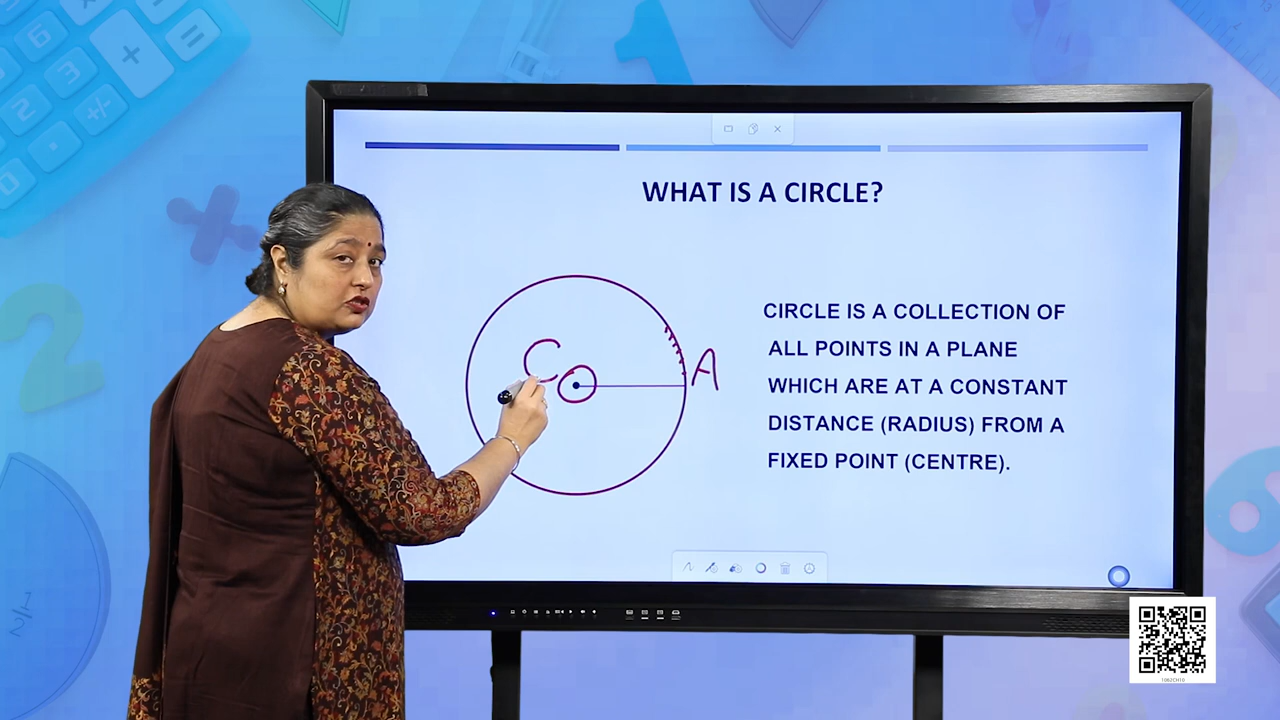 WHAT IS A CIRCLE?
C
A
CIRCLE IS A COLLECTION OF
ALL POINTS IN A PLANE
WHICH ARE AT A CONSTANT
DISTANCE (RADIUS) FROM A
FIXED POINT (CENTRE).
1062CH10